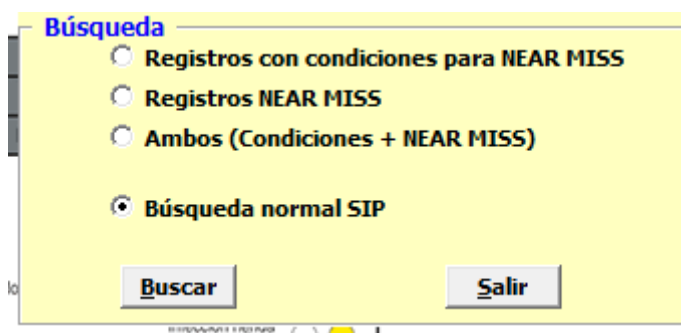 Búsqueda
Registros con condiciones para NEAR MISS
Registros NEAR MISS
Ambos (Condiciones + NEAR MISS)
Búsqueda normal SIP
Buscar
Salir